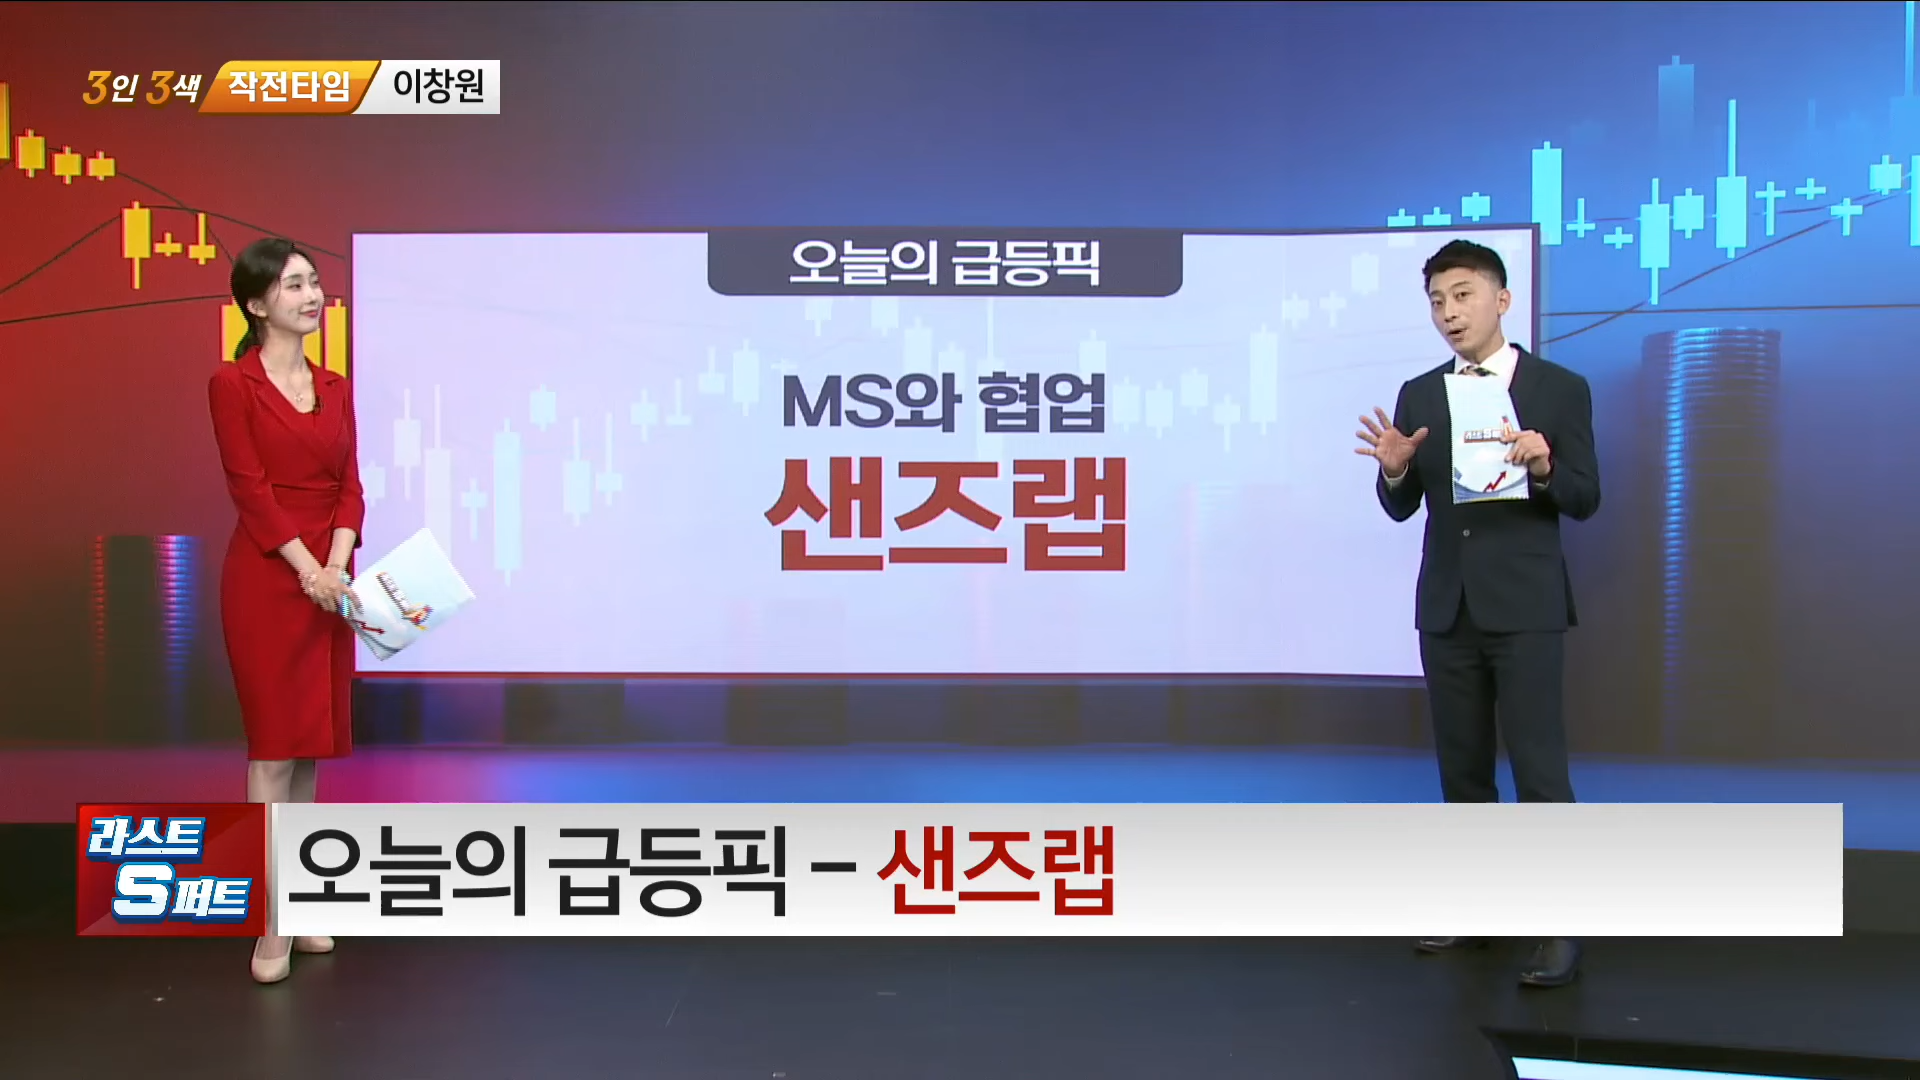 3인 3색 작전타임 이창원
오늘의 급등픽
MS와 협업
샌즈랩
라스트
S퍼트
오늘의 급등픽 - 샌즈랩